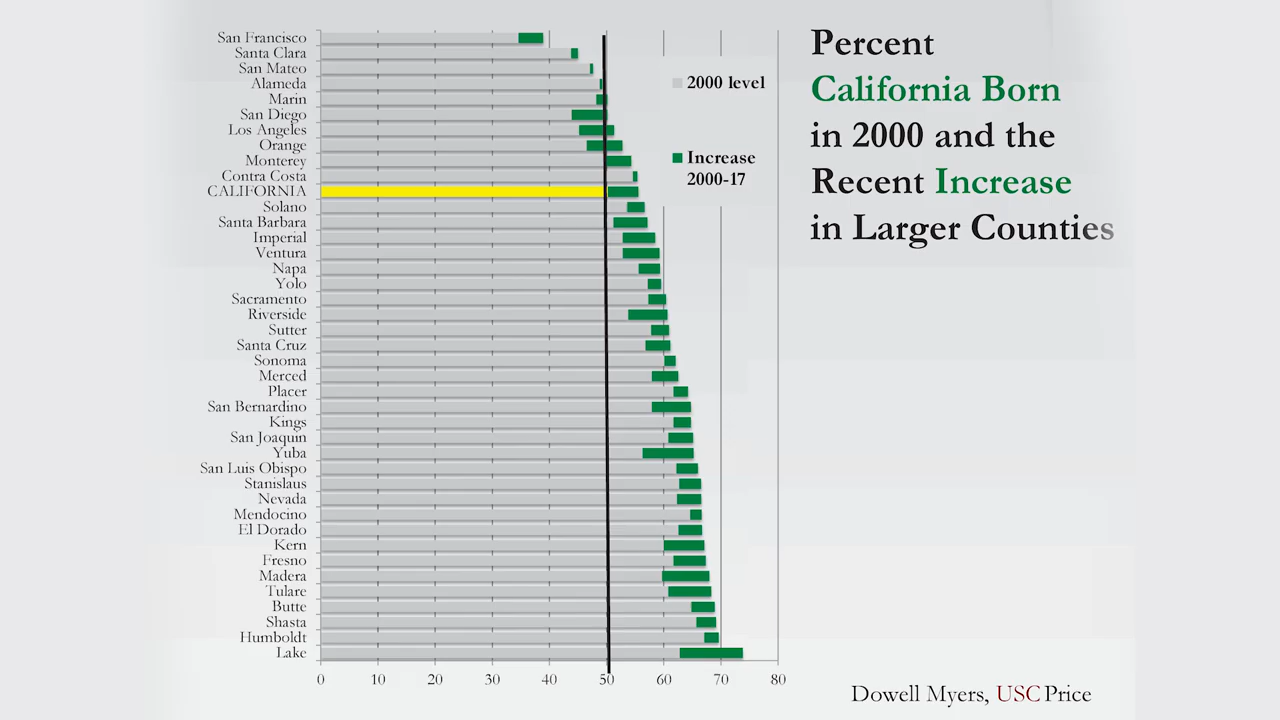 Percent
California Born
in 2000 and the
Recent Increase
in Larger Counties
2000 level
Increase
2000-17
San Francisco
Santa Clara
San Mateo
Alameda
Marin
San Diego
Los Angeles
Orange
Monterey
Contra Costa
CALIFORNIA
Solano
Santa Barbara
Imperial
Ventura
Napa
Yolo
Sacramento
Riverside
Sutter
Santa Cruz
Sonoma
Merced
Placer
San Bernardino
Kings
San Joaquin
Yuba
San Luis Obispo
Stanislaus
Nevada
Mendocino
El Dorado
Kern
Fresno
Madera
Tulare
Butte
Shasta
Humboldt
Lake
0 10 20 30 40 50 60 70 80
Dowell Myers, USC Price